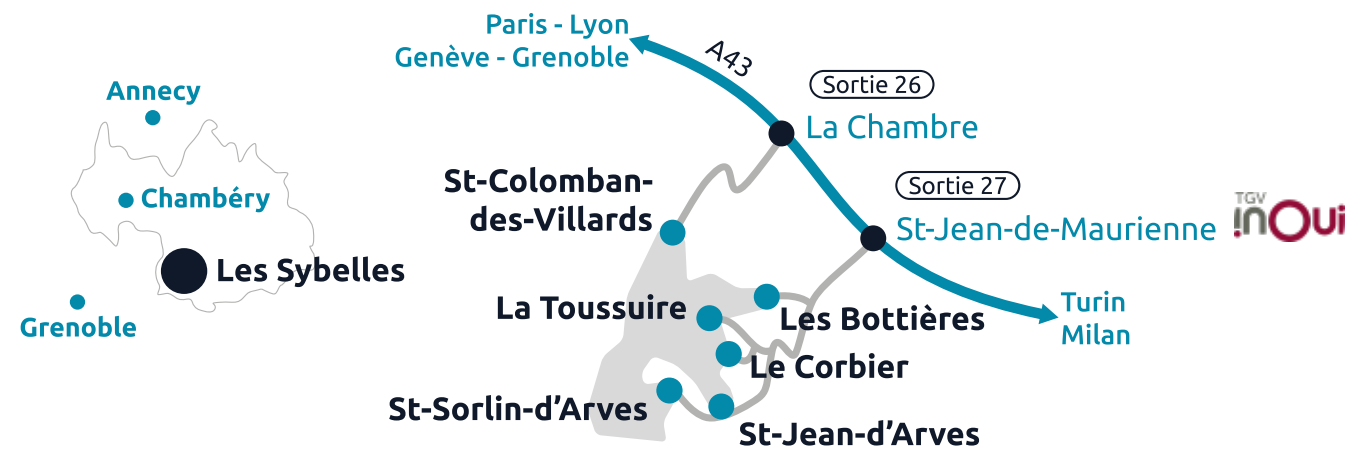 Annecy
Chambéry
Les Sybelles
Grenoble
Paris - Lyon
Genève - Grenoble
A43
Sortie 26
La Chambre
Sortie 27
St-Jean-de-Maurienne
TGV
inOui
St-Colomban-
des-Villards
La Toussuire
Les Bottières
Le Corbier
St-Sorlin-d’Arves
St-Jean-d’Arves
Turin
Milan